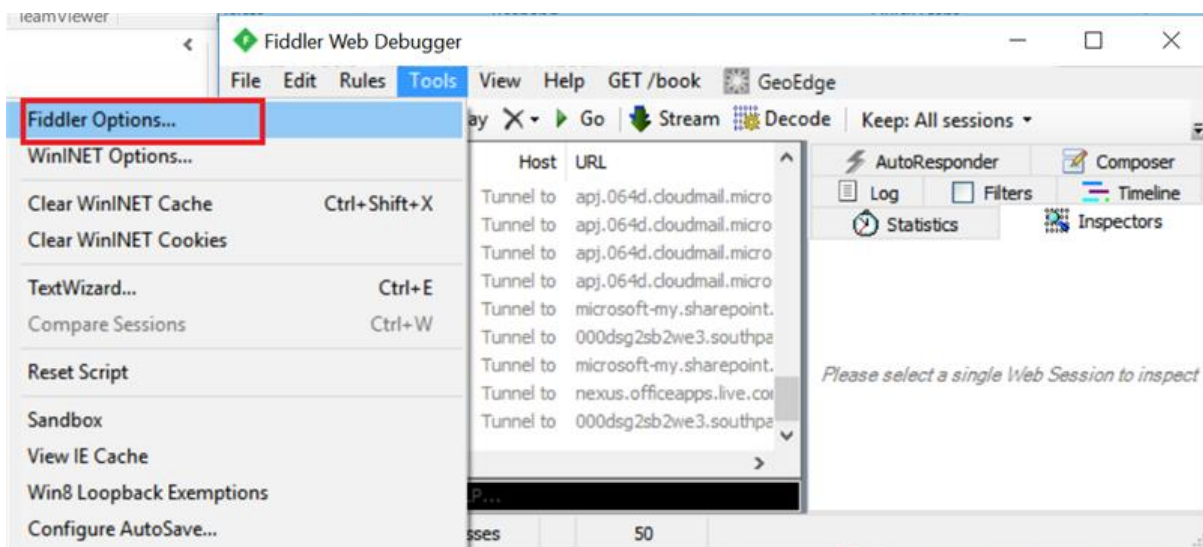 TeamViewer
Fiddler Web Debugger
File Edit Rules Tools View Help GET /book GeoEdge
Fiddler Options...
WinINET Options...
Clear WinINET Cache Ctrl+Shift+X
Clear WinINET Cookies
TextWizard... Ctrl+E
Compare Sessions Ctrl+W
Reset Script
Sandbox
View IE Cache
Win8 Loopback Exemptions
Configure AutoSave...
ay Go Stream Decode Keep: All sessions
Host URL
Tunnel to apj.064d.cloudmail.micro
Tunnel to apj.064d.cloudmail.micro
Tunnel to apj.064d.cloudmail.micro
Tunnel to apj.064d.cloudmail.micro
Tunnel to microsoft-my.sharepoint.
Tunnel to 000dsg2sb2we3.southpa
Tunnel to microsoft-my.sharepoint.
Tunnel to nexus.officeapps.live.co
Tunnel to 000dsg2sb2we3.southpa
sses 50
AutoResponder Composer
Log Filters Timeline
Statistics Inspectors
Please select a single Web Session to inspect